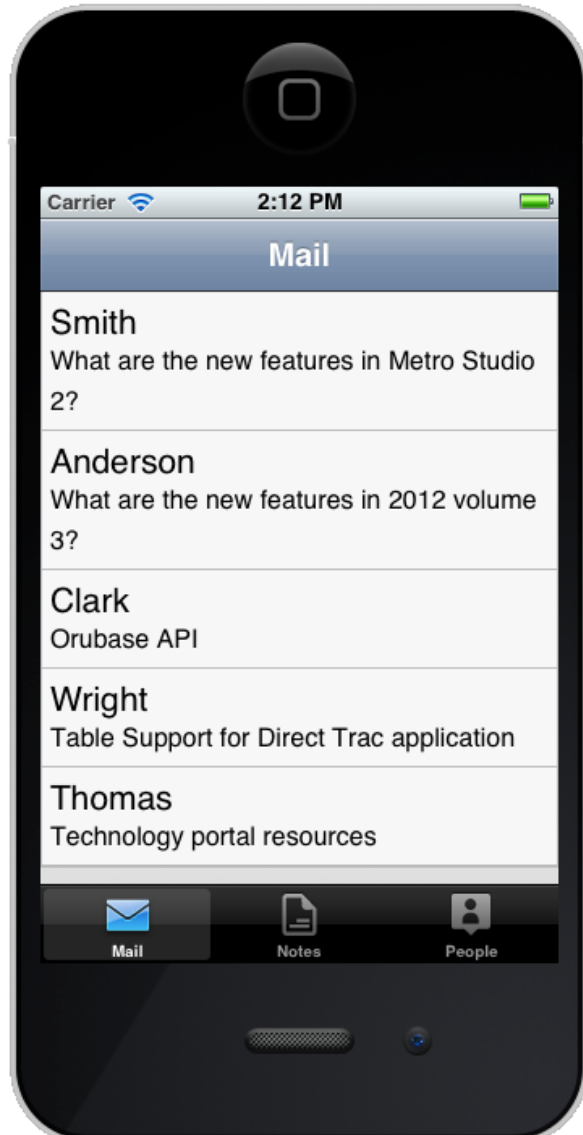 Carrier 2:12 PM
Mail
Smith
What are the new features in Metro Studio
2?
Anderson
What are the new features in 2012 volume
3?
Clark
Orubase API
Wright
Table Support for Direct Trac application
Thomas
Technology portal resources
Mail Notes People